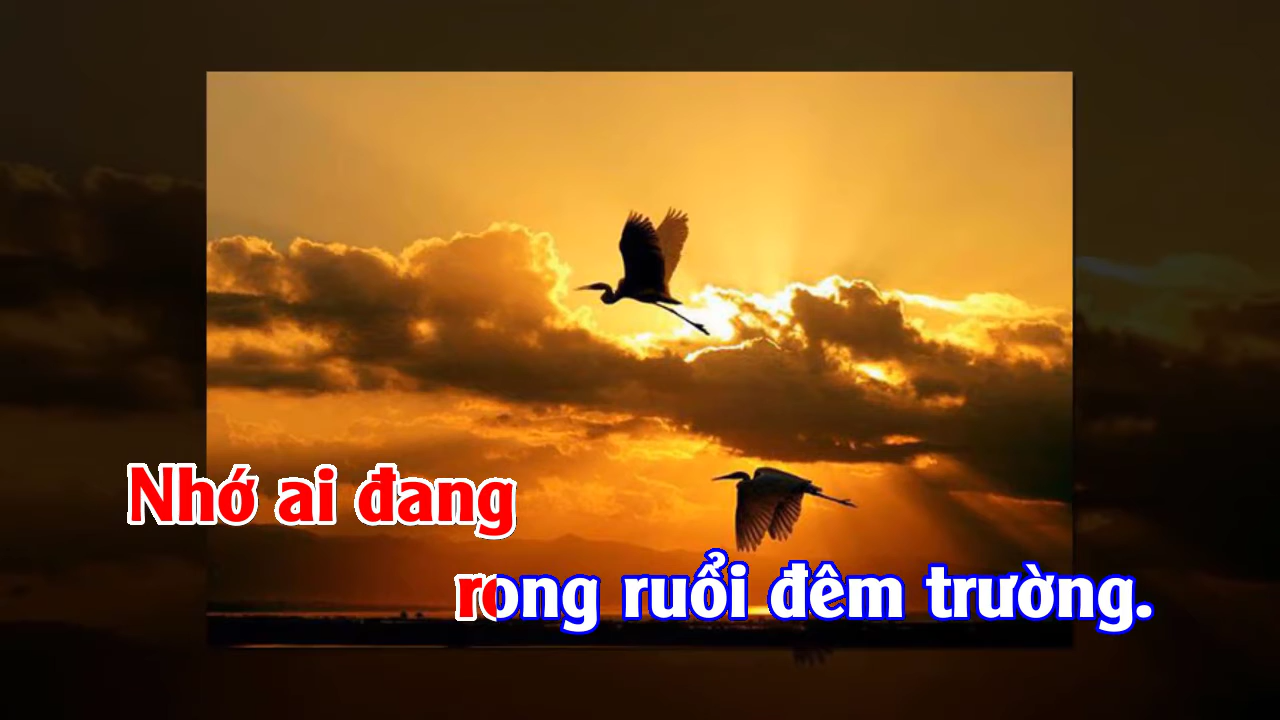 Nhớ ai đang
rong ruổi đêm trường.